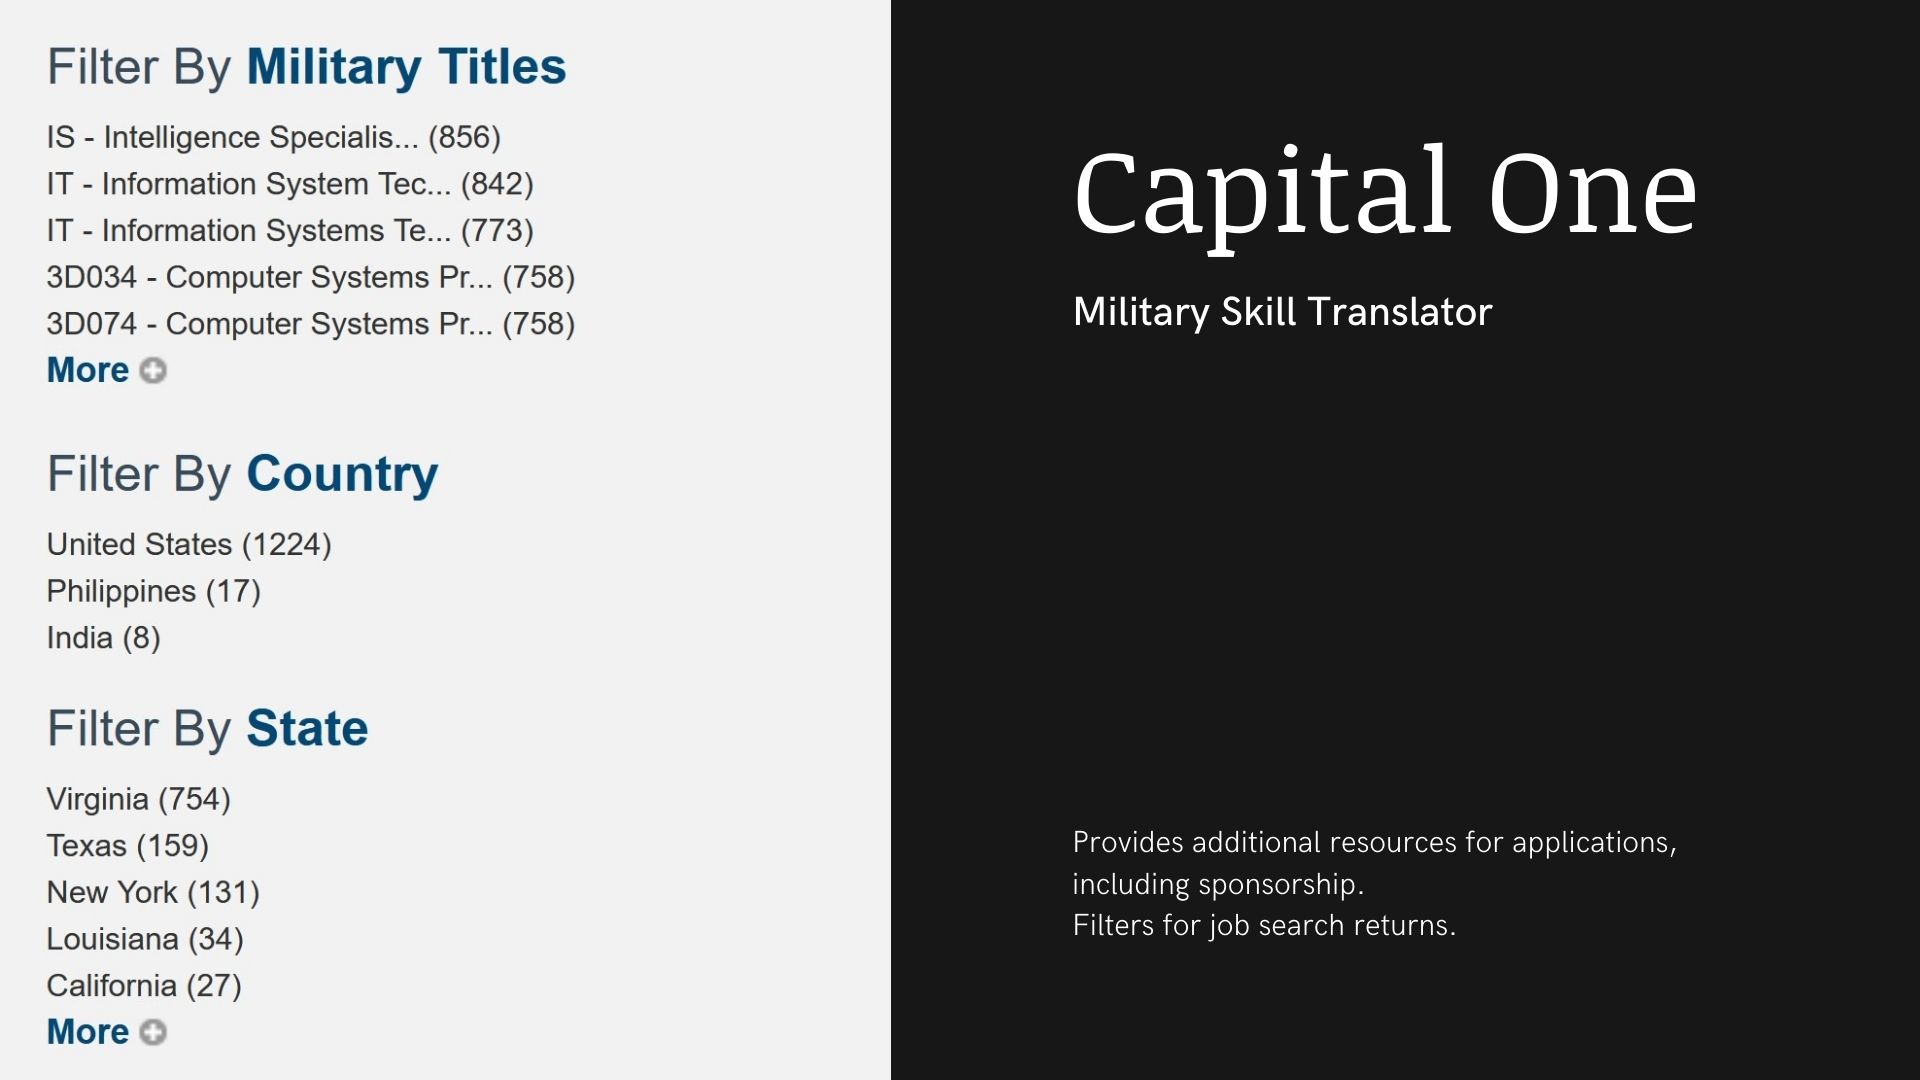 Filter By Military Titles
IS - Intelligence Specialis... (856)
IT - Information System Tec... (842)
IT - Information Systems Te... (773)
3D034 - Computer Systems Pr... (758)
3D074 - Computer Systems Pr... (758)
More
Filter By Country
United States (1224)
Philippines (17)
India (8)
Filter By State
Virginia (754)
Texas (159)
New York (131)
Louisiana (34)
California (27)
More
Capital One
Military Skill Translator
Provides additional resources for applications,
including sponsorship.
Filters for job search returns.